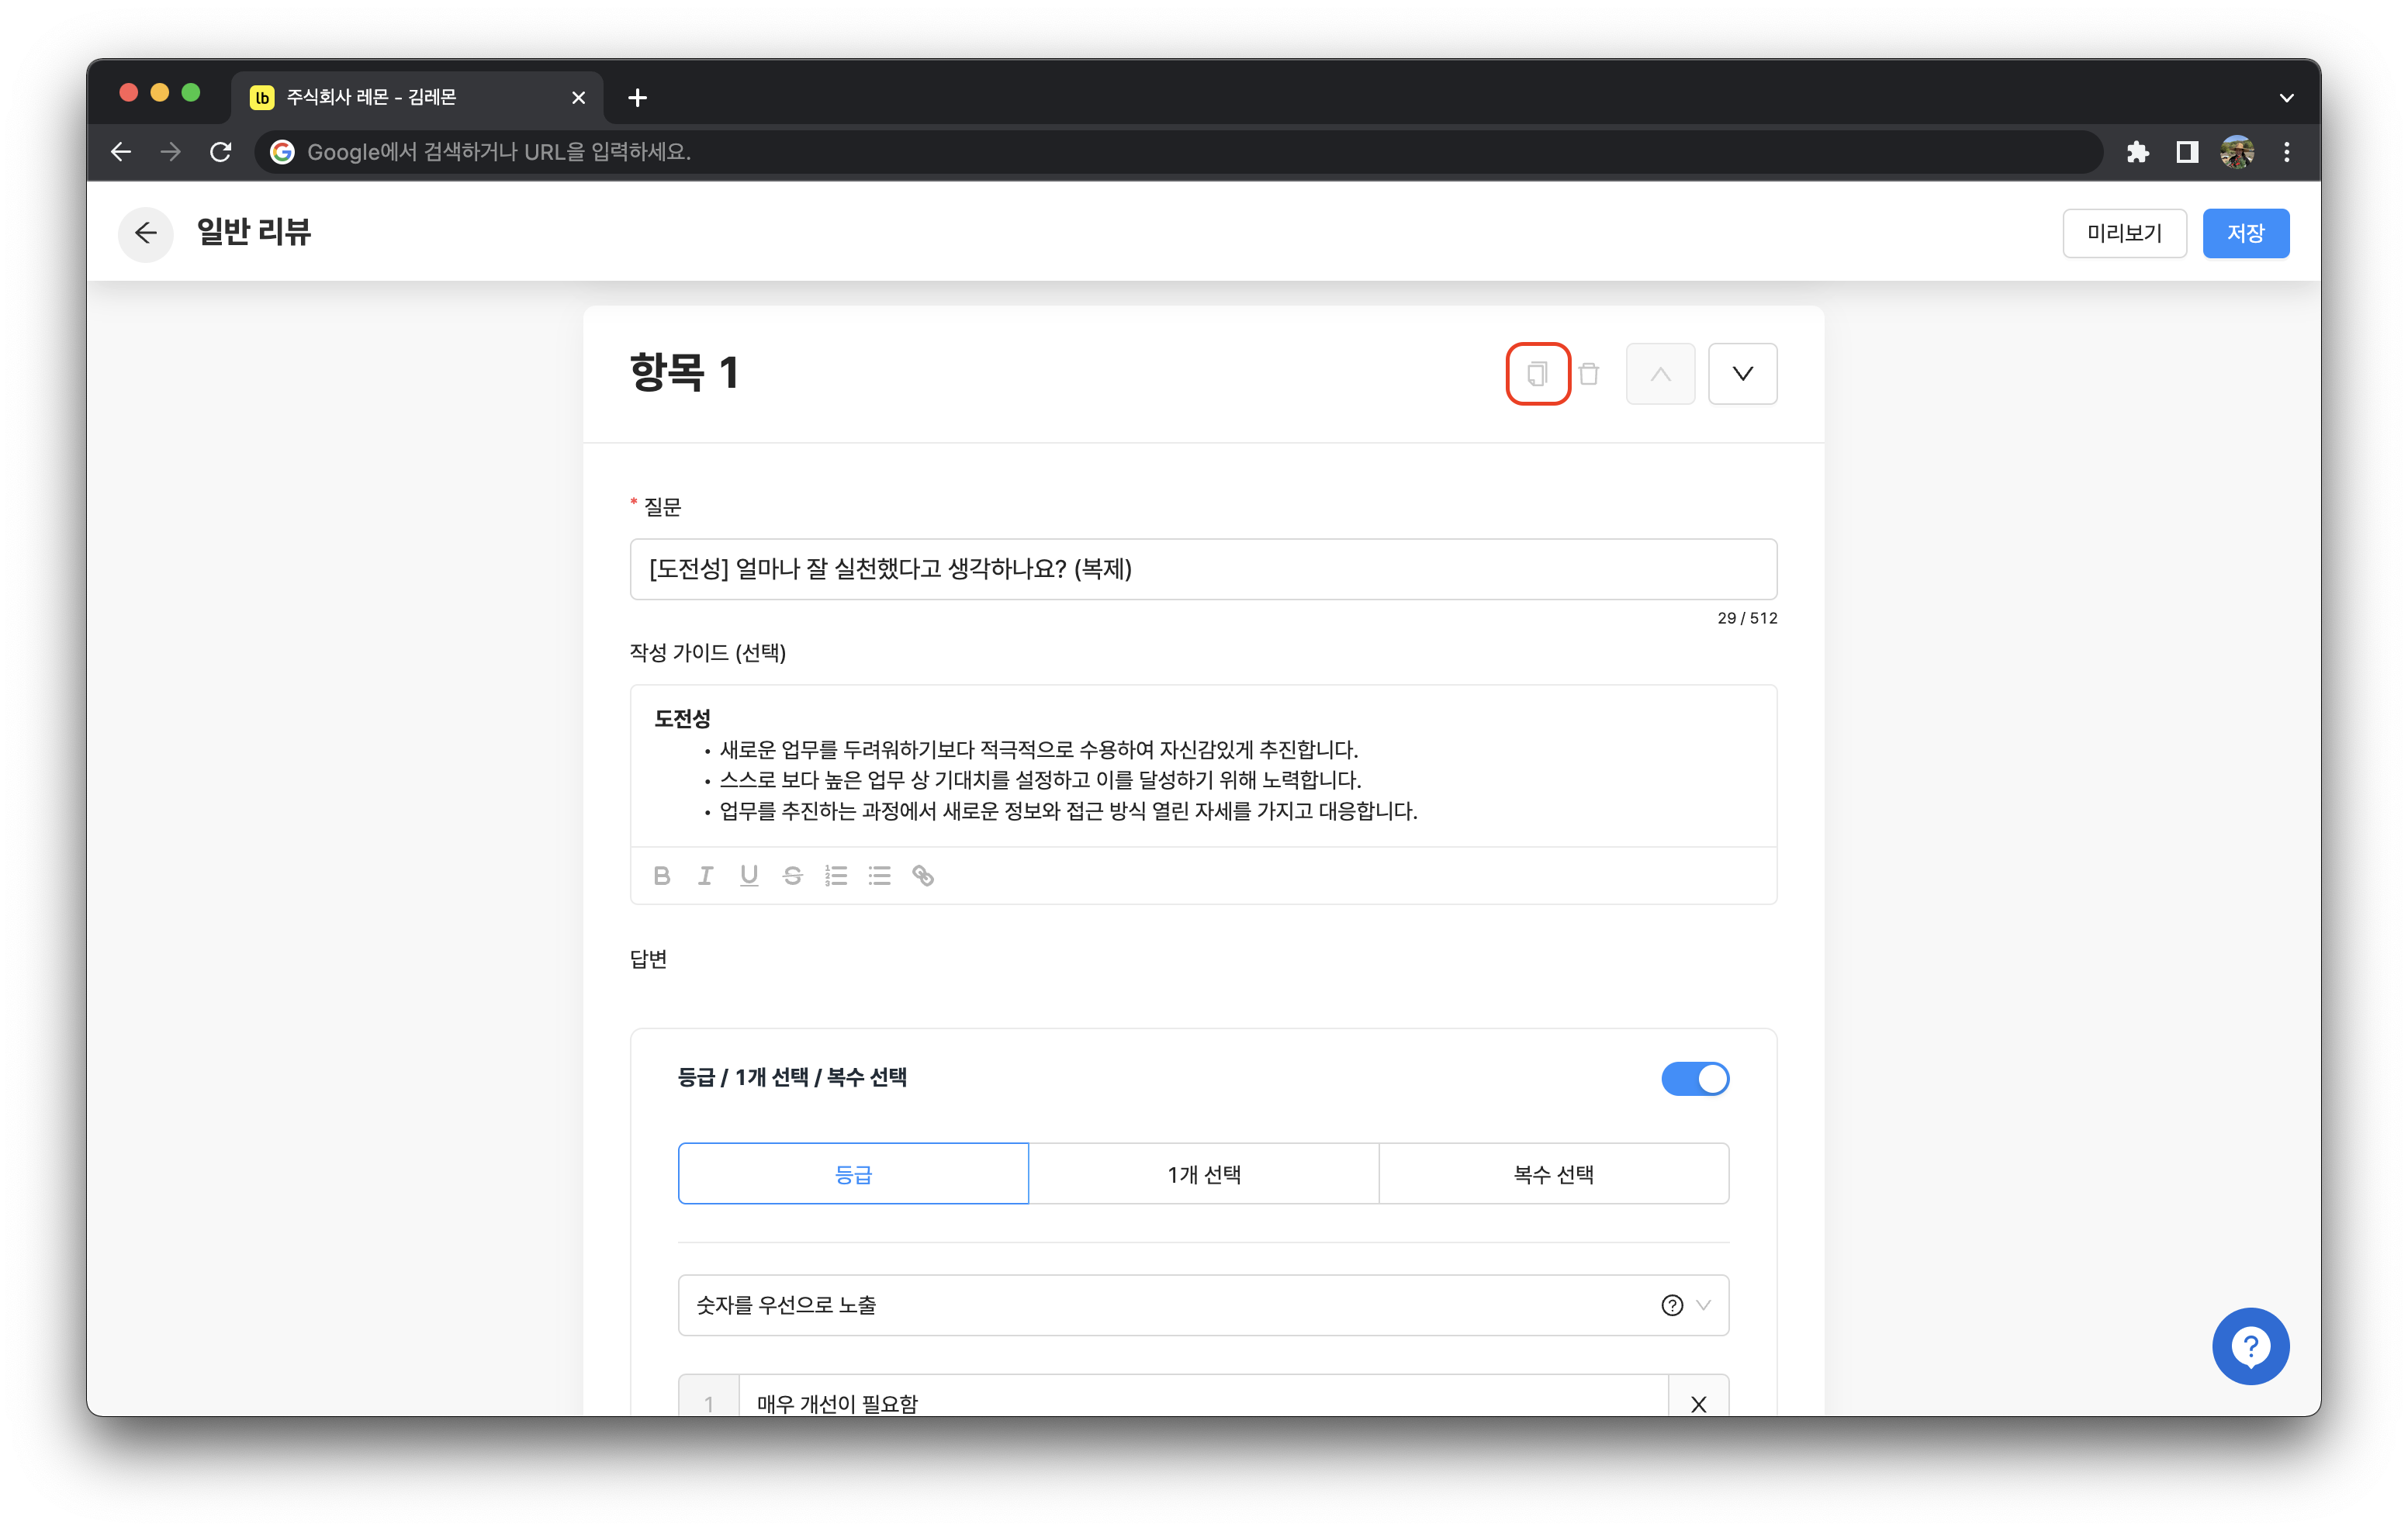 lb 주식회사 레몬 - 김레몬
Google에서 검색하거나 URL을 입력하세요.
일반 리뷰
미리보기
저장
항목 1
* 질문
[도전성] 얼마나 잘 실천했다고 생각하나요? (복제)
29 / 512
작성 가이드 (선택)
도전성
• 새로운 업무를 두려워하기보다 적극적으로 수용하여 자신감있게 추진합니다.
• 스스로 보다 높은 업무 상 기대치를 설정하고 이를 달성하기 위해 노력합니다.
• 업무를 추진하는 과정에서 새로운 정보와 접근 방식 열린 자세를 가지고 대응합니다.
답변
등급 / 1개 선택 / 복수 선택
등급
1개 선택
복수 선택
숫자를 우선으로 노출
1 매우 개선이 필요함